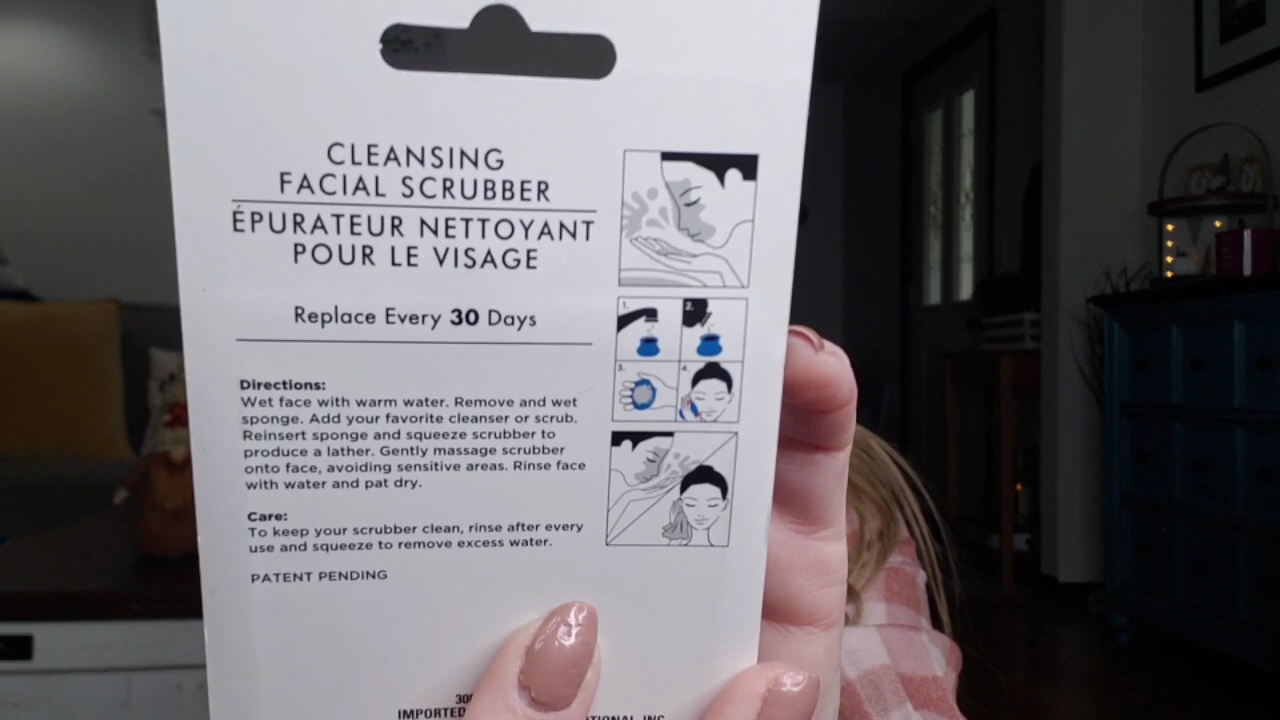 CLEANSING
FACIAL SCRUBBER
ÉPURATEUR NETTOYANT
POUR LE VISAGE
Replace Every 30 Days
Directions:
Wet face with warm water. Remove and wet
sponge. Add your favorite cleanser or scrub.
Reinsert sponge and squeeze scrubber to
produce a lather. Gently massage scrubber
onto face, avoiding sensitive areas. Rinse face
with water and pat dry.
Care:
To keep your scrubber clean, rinse after every
use and squeeze to remove excess water.
PATENT PENDING
1.
2.
3.
4.
IMPORTED
INC